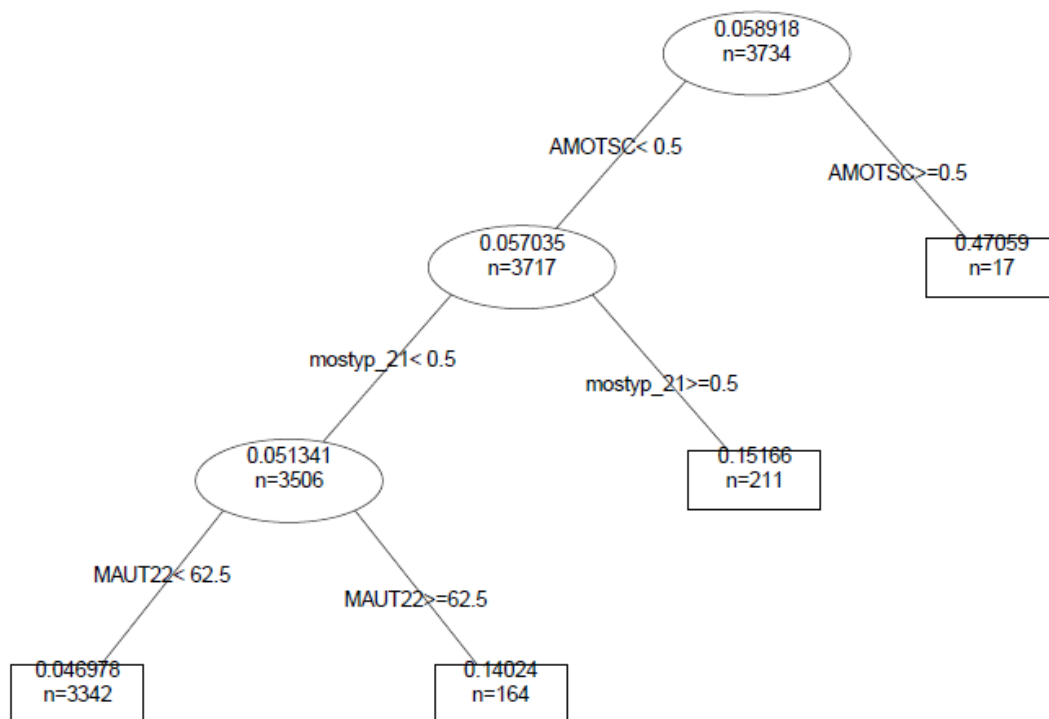 0.058918
n=3734
AMOTSC< 0.5
AMOTSC>=0.5
0.057035
n=3717
0.47059
n=17
mostyp_21< 0.5
mostyp_21>=0.5
0.051341
n=3506
0.15166
n=211
MAUT22< 62.5
MAUT22>=62.5
0.046978
n=3342
0.14024
n=164